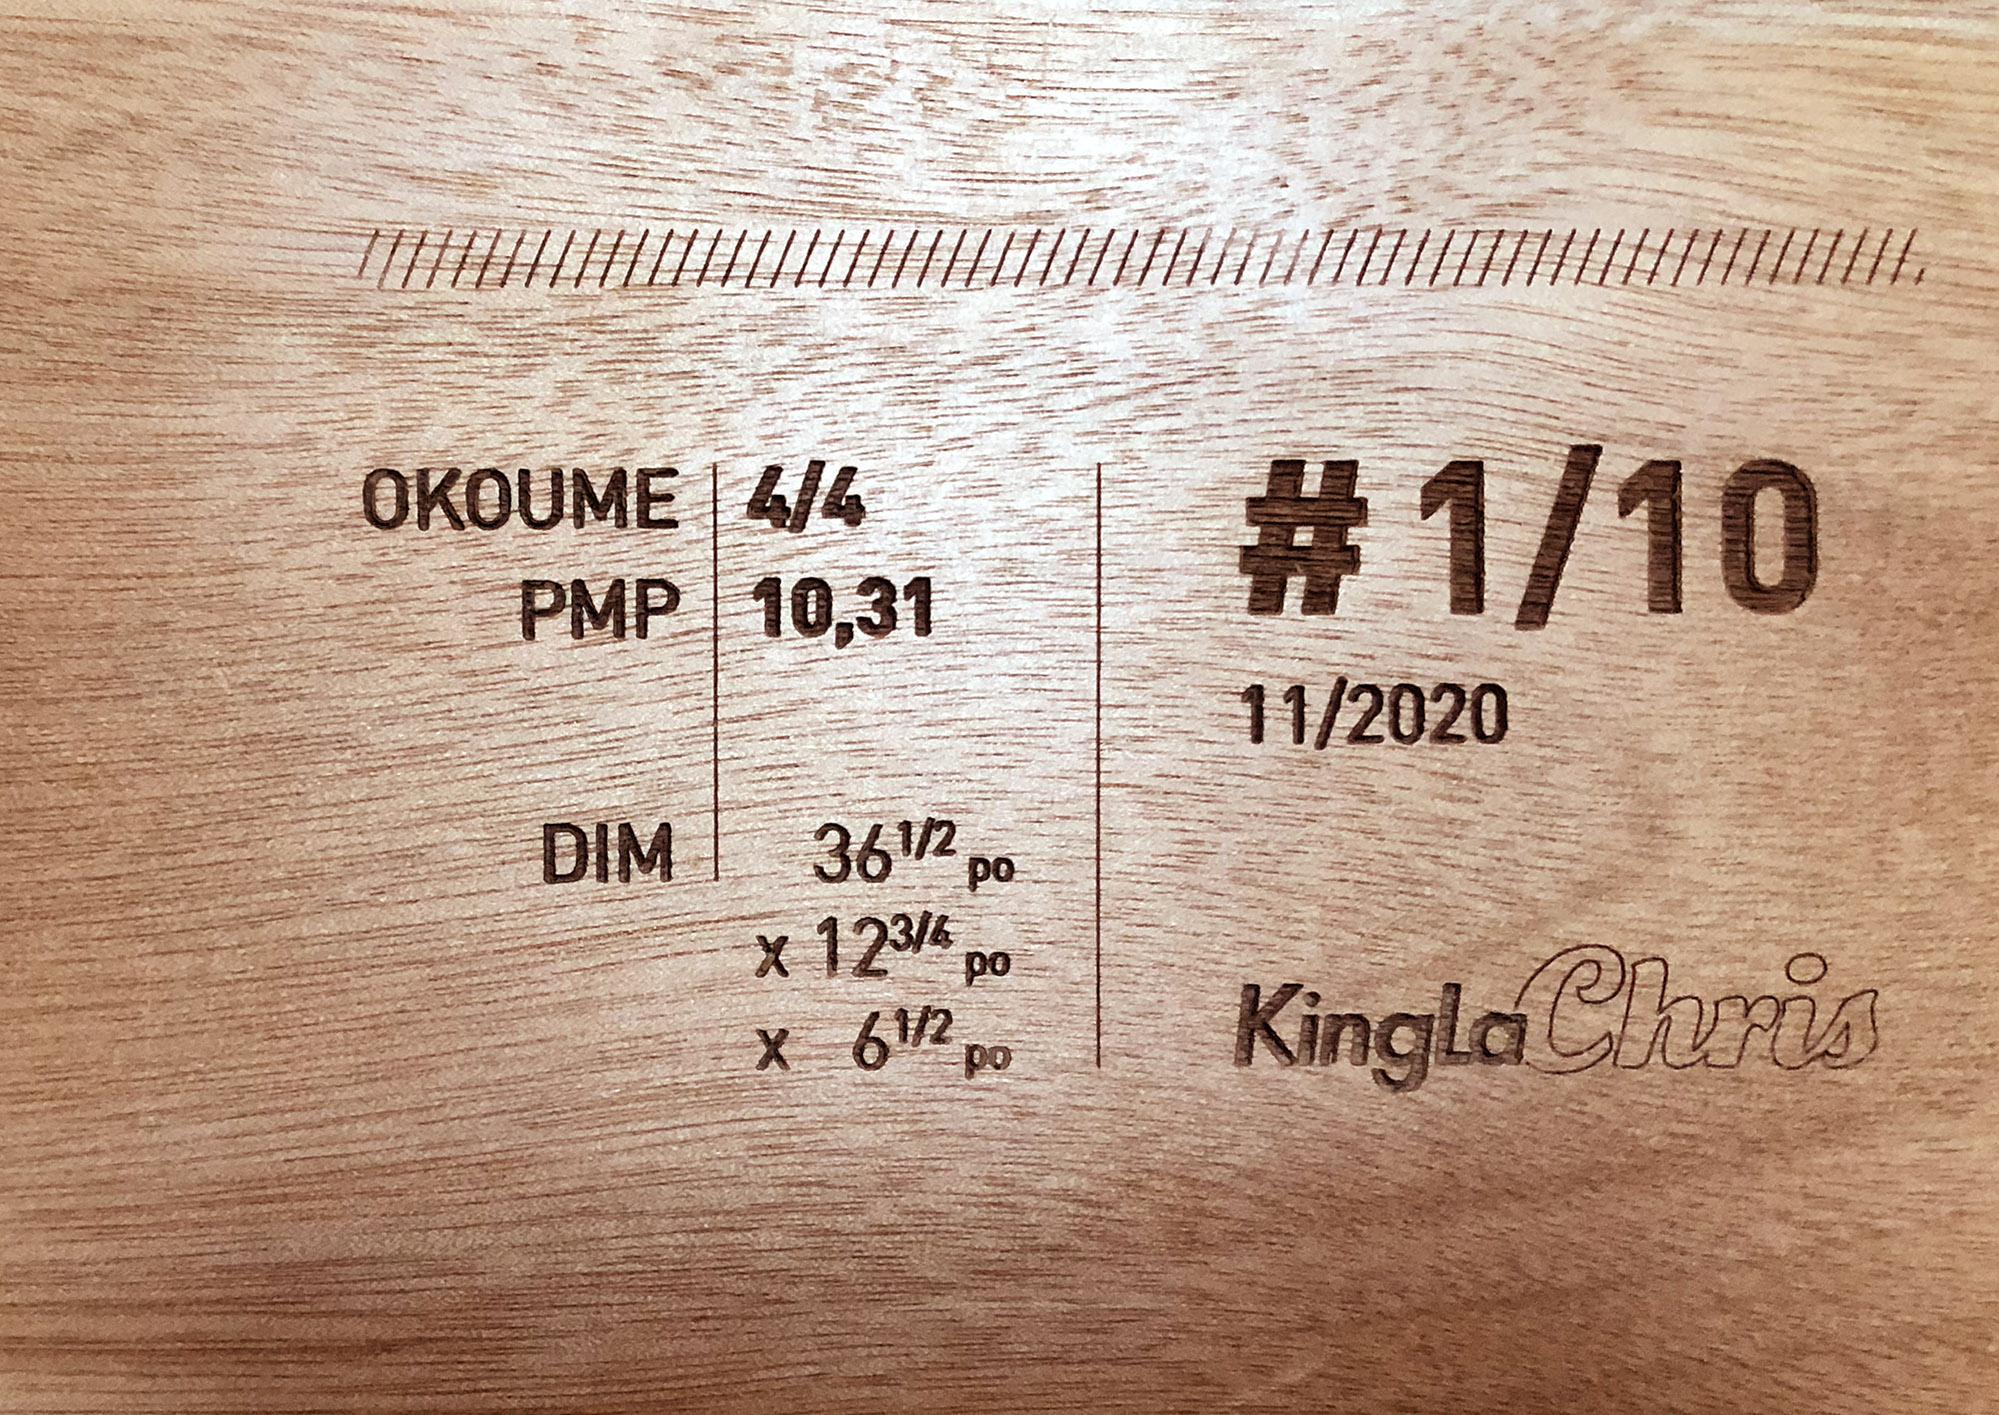 OKOUME 4/4
PMP 10,31
DIM 36 1/2 po
x 12 3/4 po
x 6 1/2 po
#1/10
11/2020
KinglaChris